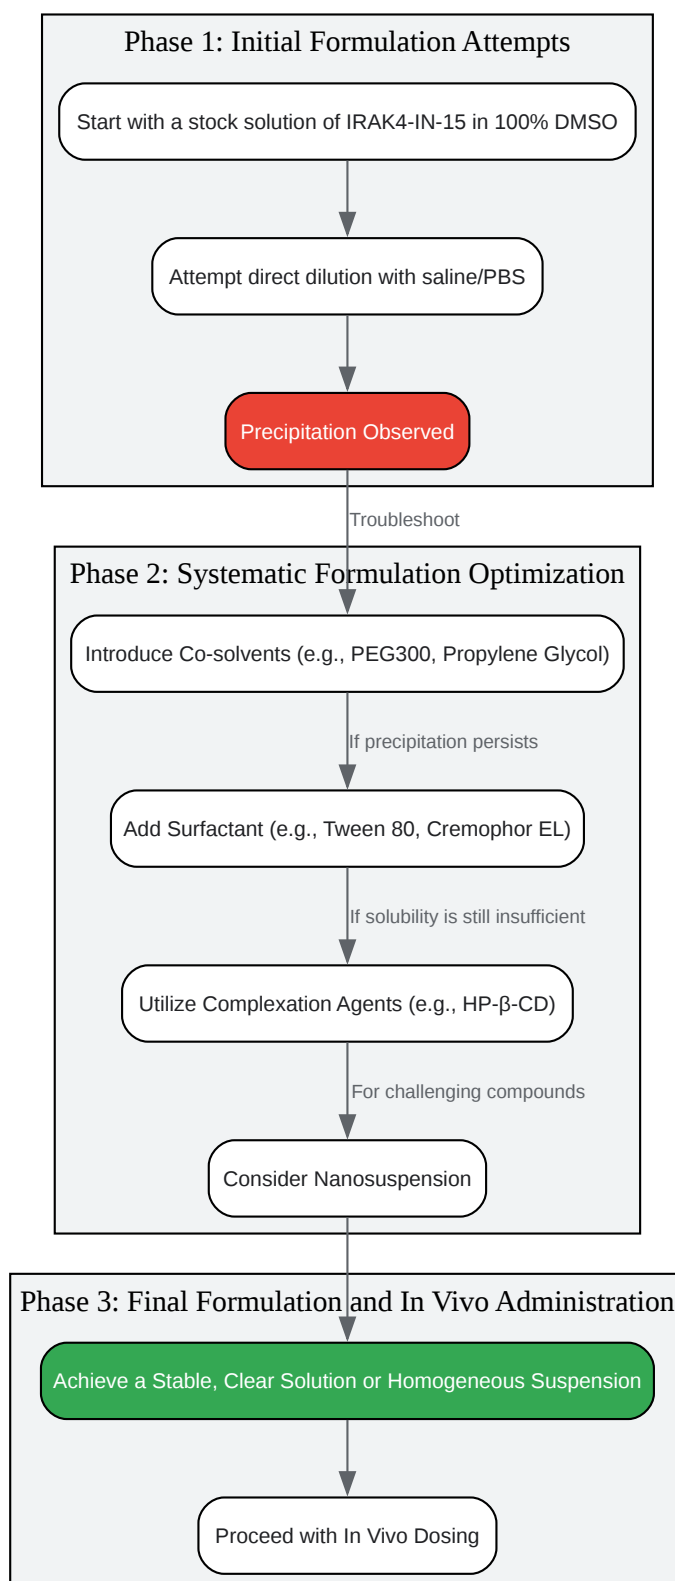 Phase 1: Initial Formulation Attempts
Start with a stock solution of IRAK4-IN-15 in 100% DMSO
Attempt direct dilution with saline/PBS
Precipitation Observed
Troubleshoot
Phase 2: Systematic Formulation Optimization
Introduce Co-solvents (e.g., PEG300, Propylene Glycol)
If precipitation persists
Add Surfactant (e.g., Tween 80, Cremophor EL)
If solubility is still insufficient
Utilize Complexation Agents (e.g., HP-β-CD)
For challenging compounds
Consider Nanosuspension
Phase 3: Final Formulation and In Vivo Administration
Achieve a Stable, Clear Solution or Homogeneous Suspension
Proceed with In Vivo Dosing